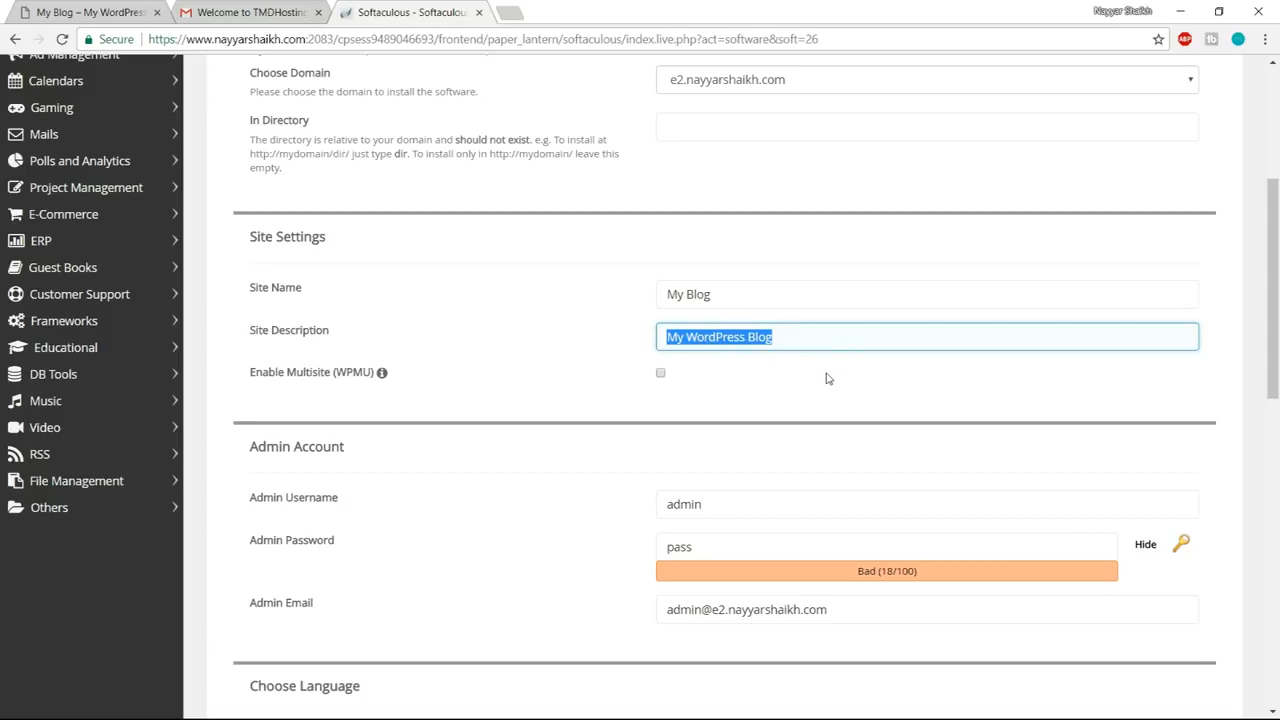 My Blog – My WordPress
Welcome to TMDHosting
Softaculous - Softaculou
Nayyar Shaikh
Secure
https://www.nayyarshaikh.com:2083/cpsess9489046693/frontend/paper_lantern/softaculous/index.live.php?act=software&soft=26
Ad Management
Calendars
Gaming
Mails
Polls and Analytics
Project Management
E-Commerce
ERP
Guest Books
Customer Support
Frameworks
Educational
DB Tools
Music
Video
RSS
File Management
Others
Choose Domain
Please choose the domain to install the software.
e2.nayyarshaikh.com
In Directory
The directory is relative to your domain and should not exist. e.g. To install at
http://mydomain/dir/ just type dir. To install only in http://mydomain/ leave this
empty.
Site Settings
Site Name
My Blog
Site Description
My WordPress Blog
Enable Multisite (WPMU)
Admin Account
Admin Username
admin
Admin Password
pass
Hide
Bad (18/100)
Admin Email
admin@e2.nayyarshaikh.com
Choose Language